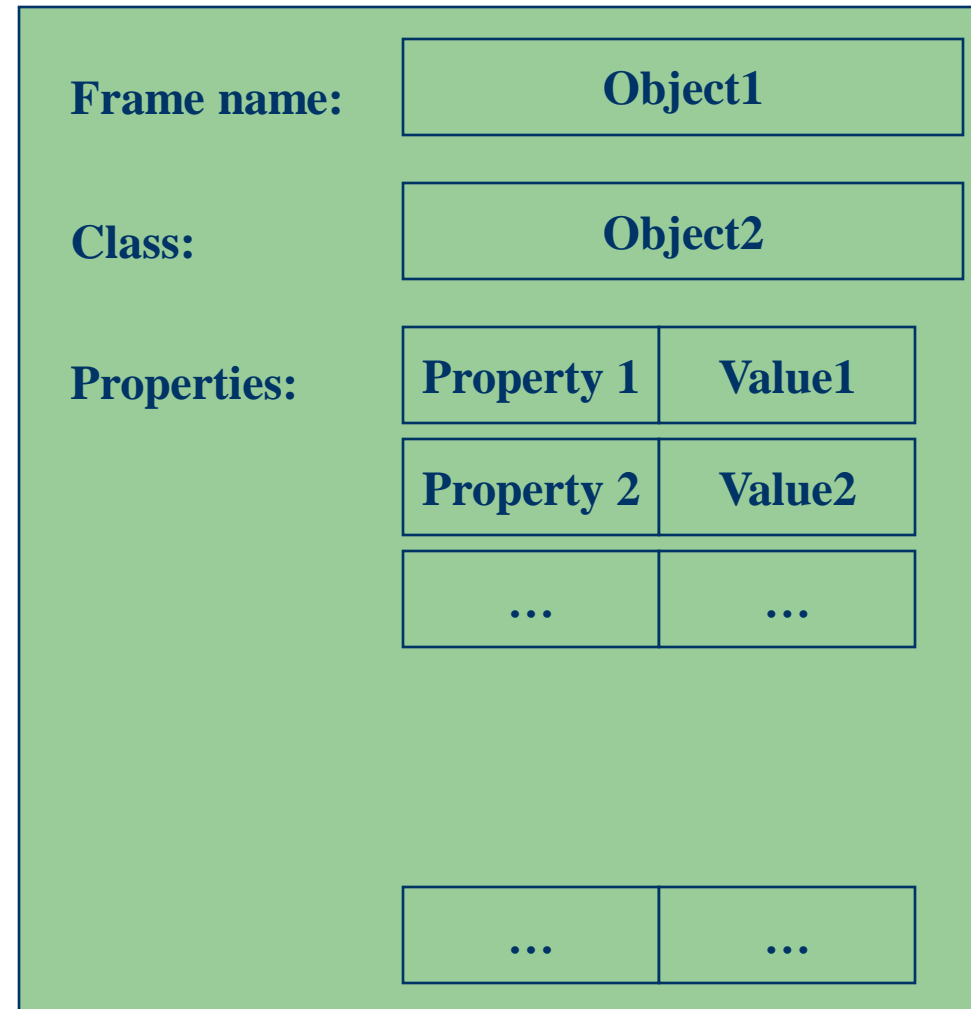 Frame name: Object1
Class: Object2
Properties: Property 1 Value1
Property 2 Value2
… …
… …